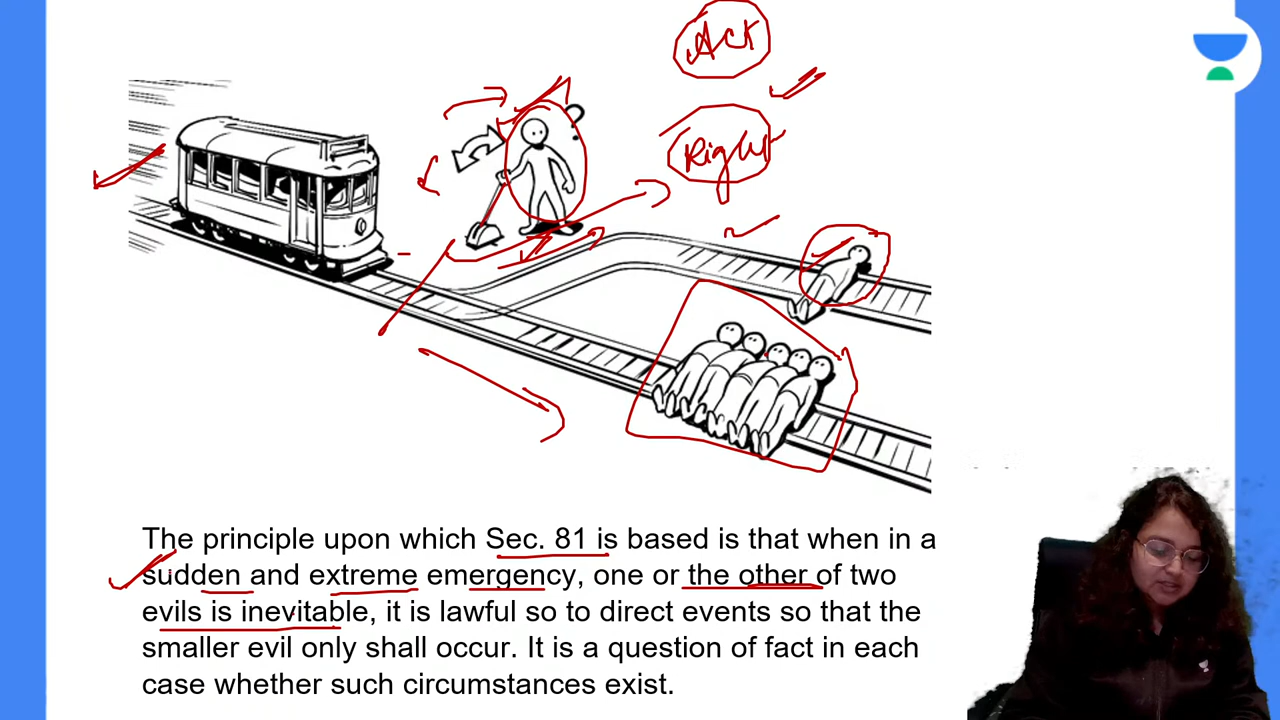 Act
Right
The principle upon which Sec. 81 is based is that when in a
sudden and extreme emergency, one or the other of two
evils is inevitable, it is lawful so to direct events so that the
smaller evil only shall occur. It is a question of fact in each
case whether such circumstances exist.